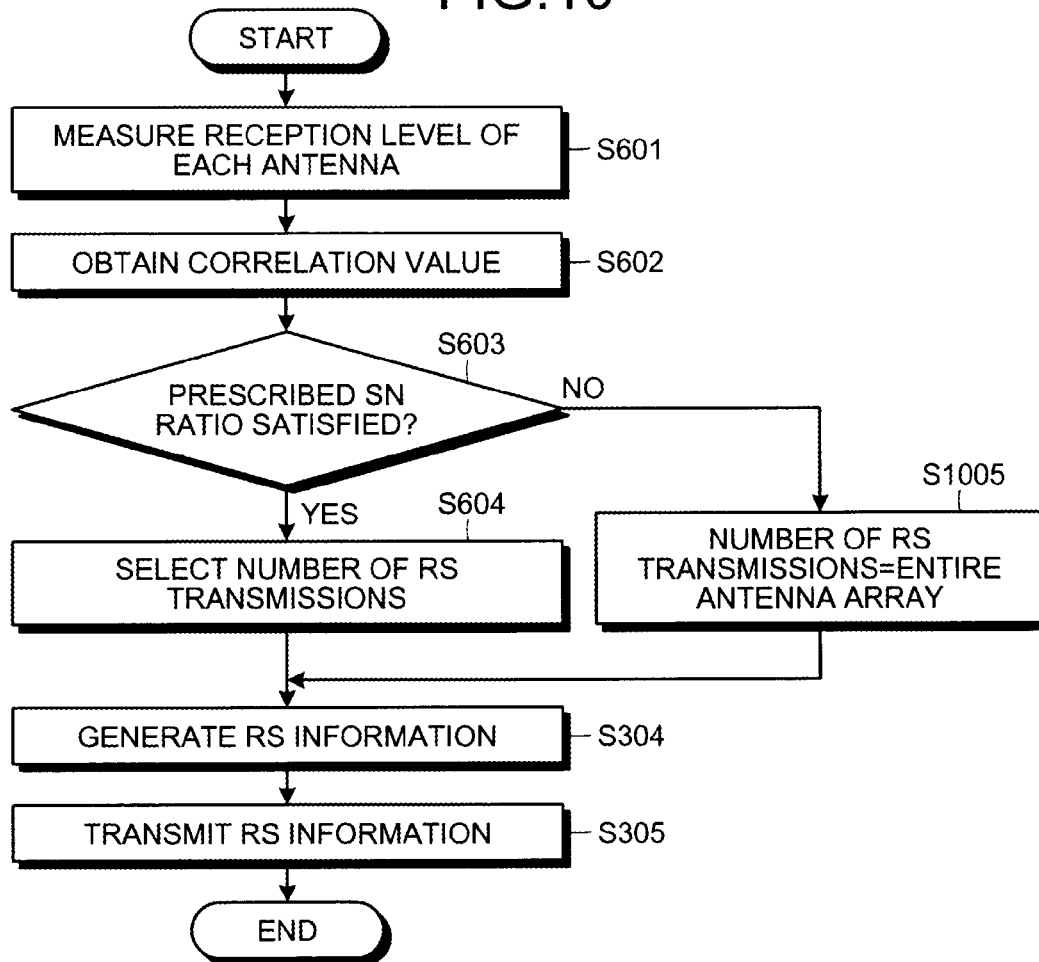 FIG.10
START
MEASURE RECEPTION LEVEL OF
EACH ANTENNA
S601
OBTAIN CORRELATION VALUE
S602
S603
PRESCRIBED SN
RATIO SATISFIED?
NO
YES
S604
SELECT NUMBER OF RS
TRANSMISSIONS
S1005
NUMBER OF RS
TRANSMISSIONS=ENTIRE
ANTENNA ARRAY
GENERATE RS INFORMATION
S304
TRANSMIT RS INFORMATION
S305
END